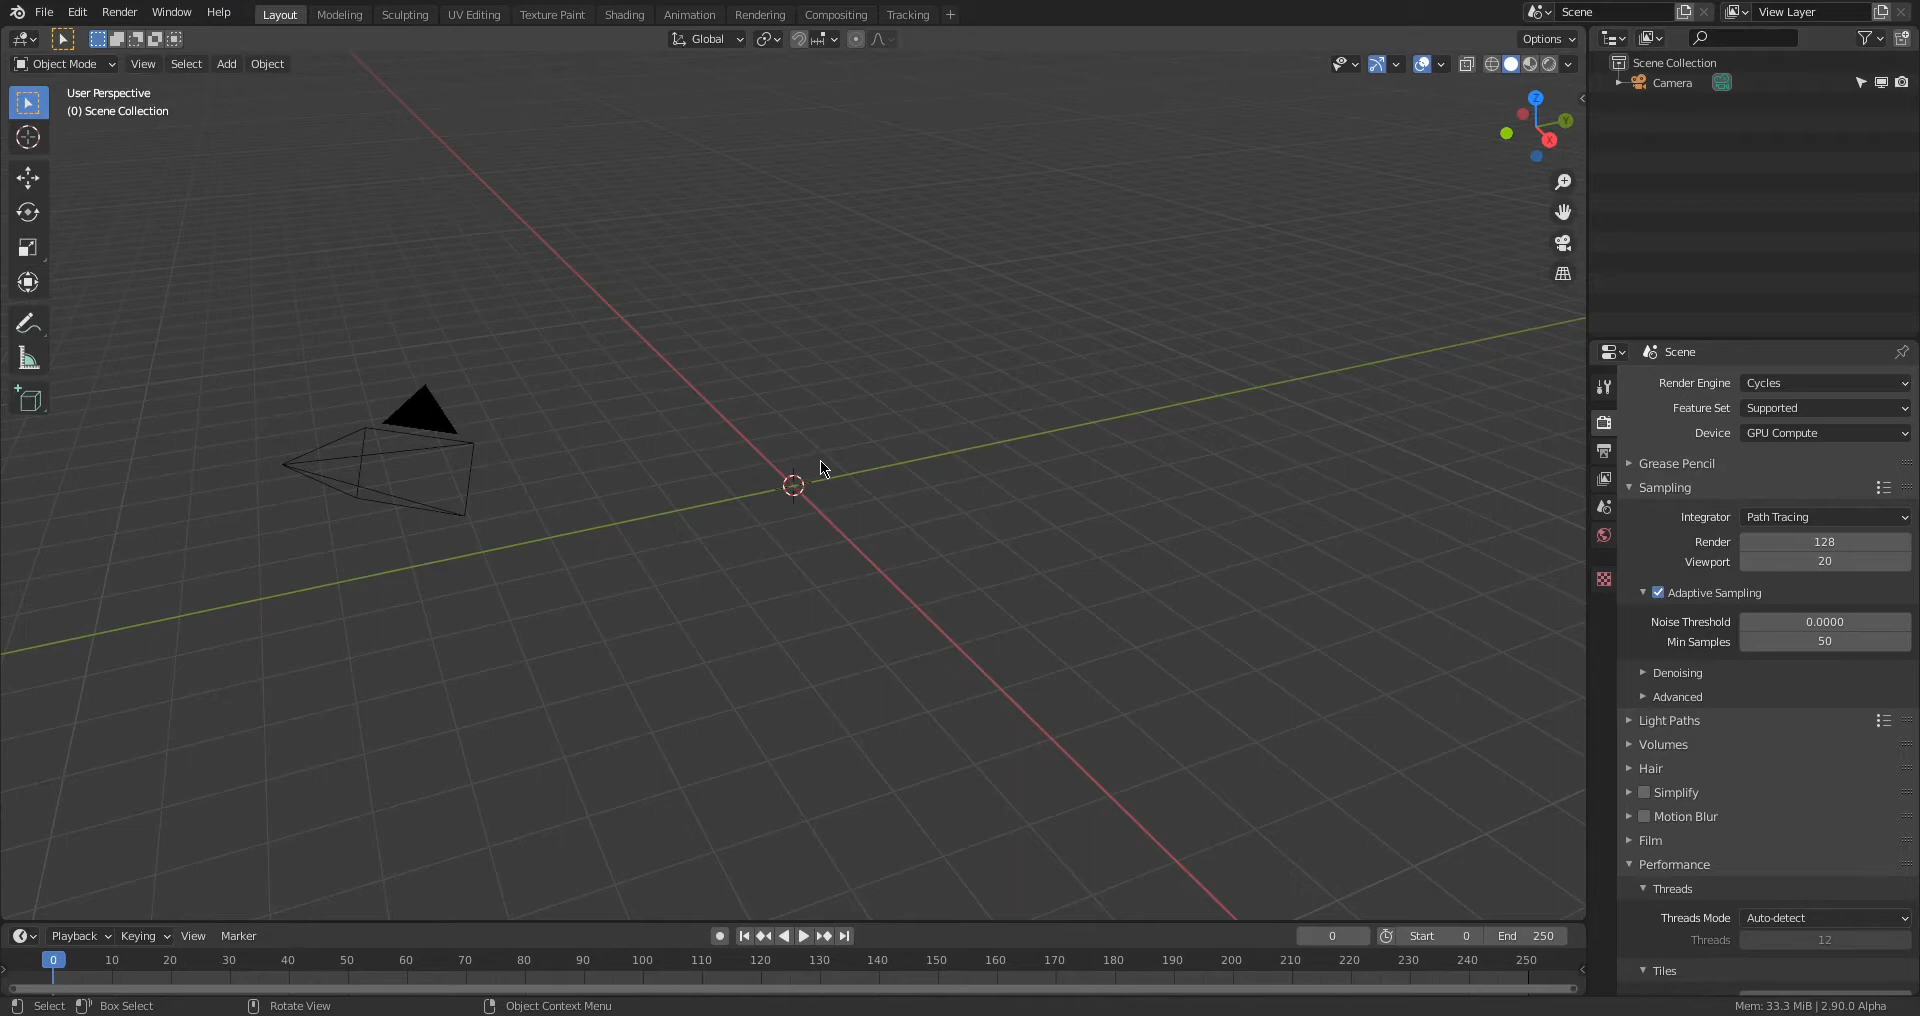 File Edit Render Window Help Layout Modeling Sculpting UV Editing Texture Paint Shading Animation Rendering Compositing Tracking + Scene View Layer
Global Options
Object Mode View Select Add Object
User Perspective
(0) Scene Collection
Z
Y
X
Scene Collection
Camera
Scene
Render Engine Cycles
Feature Set Supported
Device GPU Compute
Grease Pencil
Sampling
Integrator Path Tracing
Render 128
Viewport 20
Adaptive Sampling
Noise Threshold 0.0000
Min Samples 50
Denoising
Advanced
Light Paths
Volumes
Hair
Simplify
Motion Blur
Film
Performance
Threads
Threads Mode Auto-detect
Threads 12
Tiles
Playback Keying View Marker 0 Start 0 End 250
0 10 20 30 40 50 60 70 80 90 100 110 120 130 140 150 160 170 180 190 200 210 220 230 240 250
Select Box Select Rotate View Object Context Menu Mem: 33.3 MiB | 2.90.0 Alpha